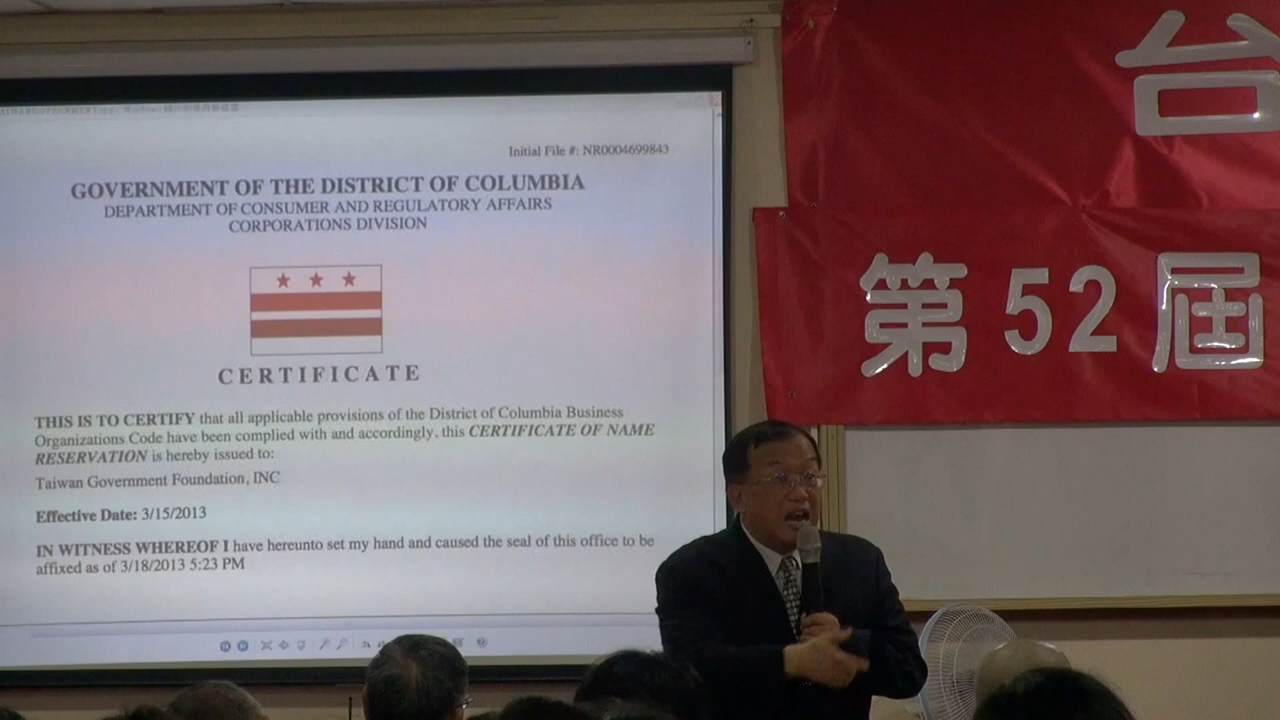 Initial File #: NR0004699843
GOVERNMENT OF THE DISTRICT OF COLUMBIA
DEPARTMENT OF CONSUMER AND REGULATORY AFFAIRS
CORPORATIONS DIVISION
CERTIFICATE
THIS IS TO CERTIFY that all applicable provisions of the District of Columbia Business
Organizations Code have been complied with and accordingly, this CERTIFICATE OF NAME
RESERVATION is hereby issued to:
Taiwan Government Foundation, INC
Effective Date: 3/15/2013
IN WITNESS WHEREOF I have hereunto set my hand and caused the seal of this office to be
affixed as of 3/18/2013 5:23 PM
台
第52屆